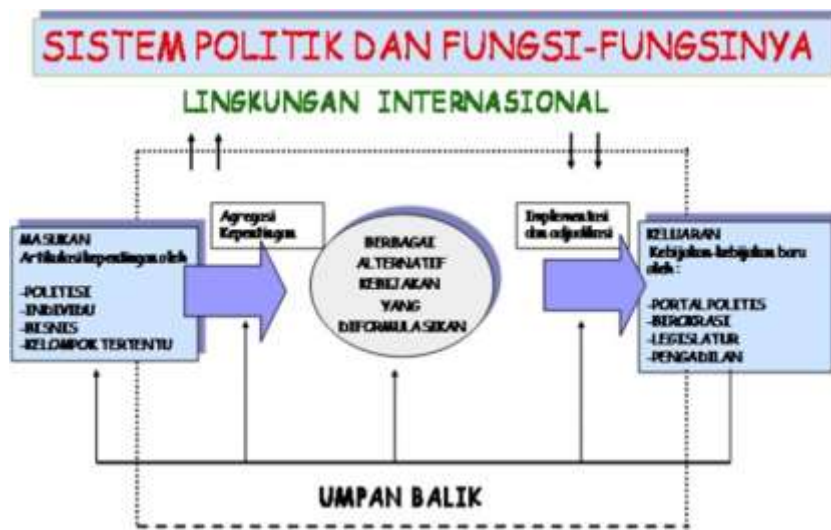 SISTEM POLITIK DAN FUNGSI-FUNGSINYA
LINGKUNGAN INTERNASIONAL
MASUKAN
Artikulasi kepentingan oleh
-POLITISI
-INDIVIDU
-BISNIS
-KELOMPOK TERTENTU
Agregasi
Kepentingan
BERBAGAI
ALTERNATIF
KEBIJAKAN
YANG
DIFORMULASIKAN
Implementasi
dan adjudikasi
KELUARAN
Kebijakan-kebijakan baru
oleh :
-PORTAL POLITIS
-BIROKRASI
-LEGISLATUR
-PENGADILAN
UMPAN BALIK